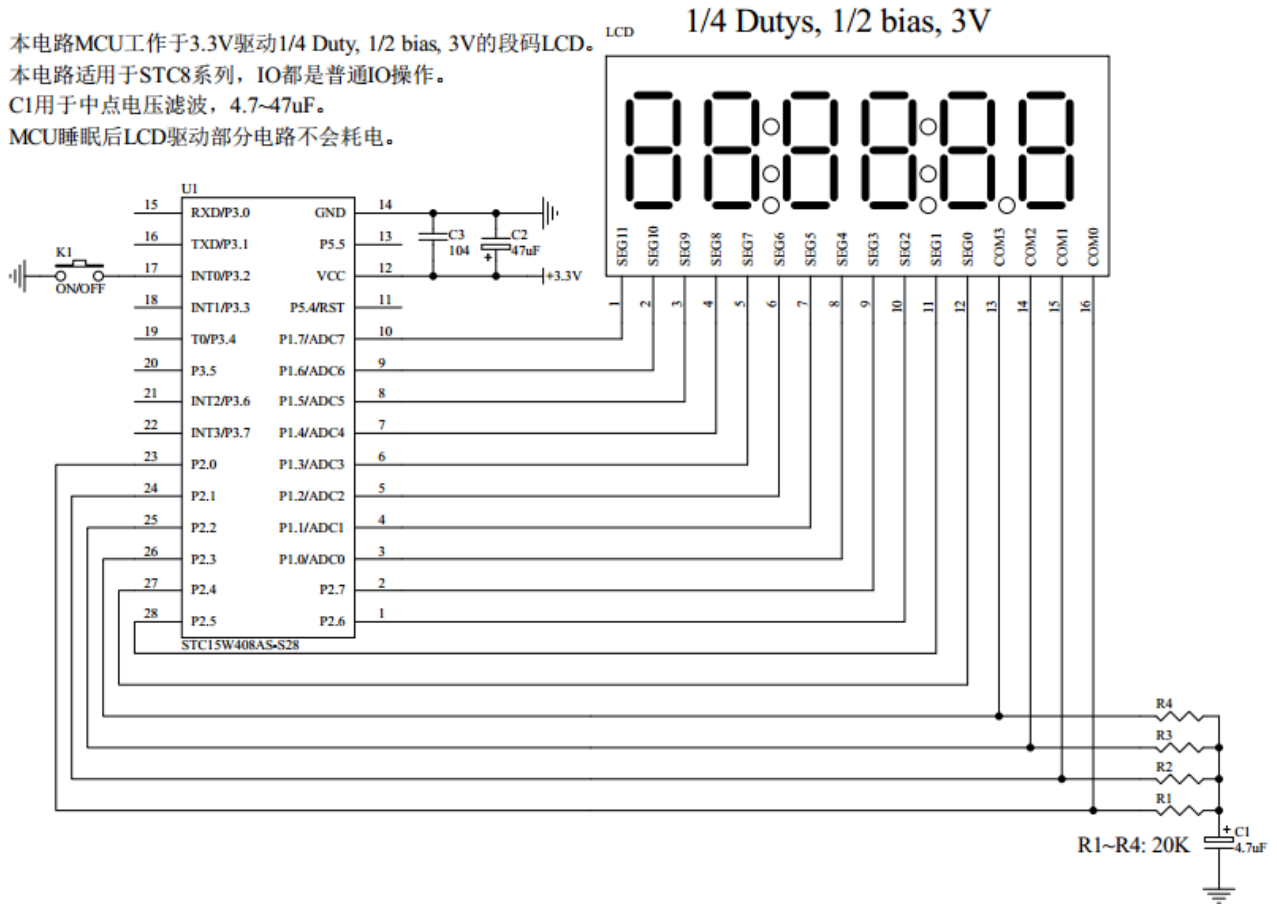 1/4 Dutys, 1/2 bias, 3V
本电路MCU工作于3.3V驱动1/4 Duty, 1/2 bias, 3V的段码LCD。
本电路适用于STC8系列，IO都是普通IO操作。
C1用于中点电压滤波，4.7~47uF。
MCU睡眠后LCD驱动部分电路不会耗电。
LCD
SEG11 SEG10 SEG9 SEG8 SEG7 SEG6 SEG5 SEG4 SEG3 SEG2 SEG1 SEG0 COM3 COM2 COM1 COM0
1 2 3 4 5 6 7 8 9 10 11 12 13 14 15 16
U1
15 RXD/P3.0 GND 14
16 TXD/P3.1 P5.5 13
17 INT0/P3.2 VCC 12
18 INT1/P3.3 P5.4/RST 11
19 T0/P3.4 P1.7/ADC7 10
20 P3.5 P1.6/ADC6 9
21 INT2/P3.6 P1.5/ADC5 8
22 INT3/P3.7 P1.4/ADC4 7
23 P2.0 P1.3/ADC3 6
24 P2.1 P1.2/ADC2 5
25 P2.2 P1.1/ADC1 4
26 P2.3 P1.0/ADC0 3
27 P2.4 P2.7 2
28 P2.5 P2.6 1
STC15W408AS-S28
K1
ON/OFF
C3
104
C2
47uF
+
+3.3V
R4
R3
R2
R1
R1~R4: 20K
+ C1
4.7uF